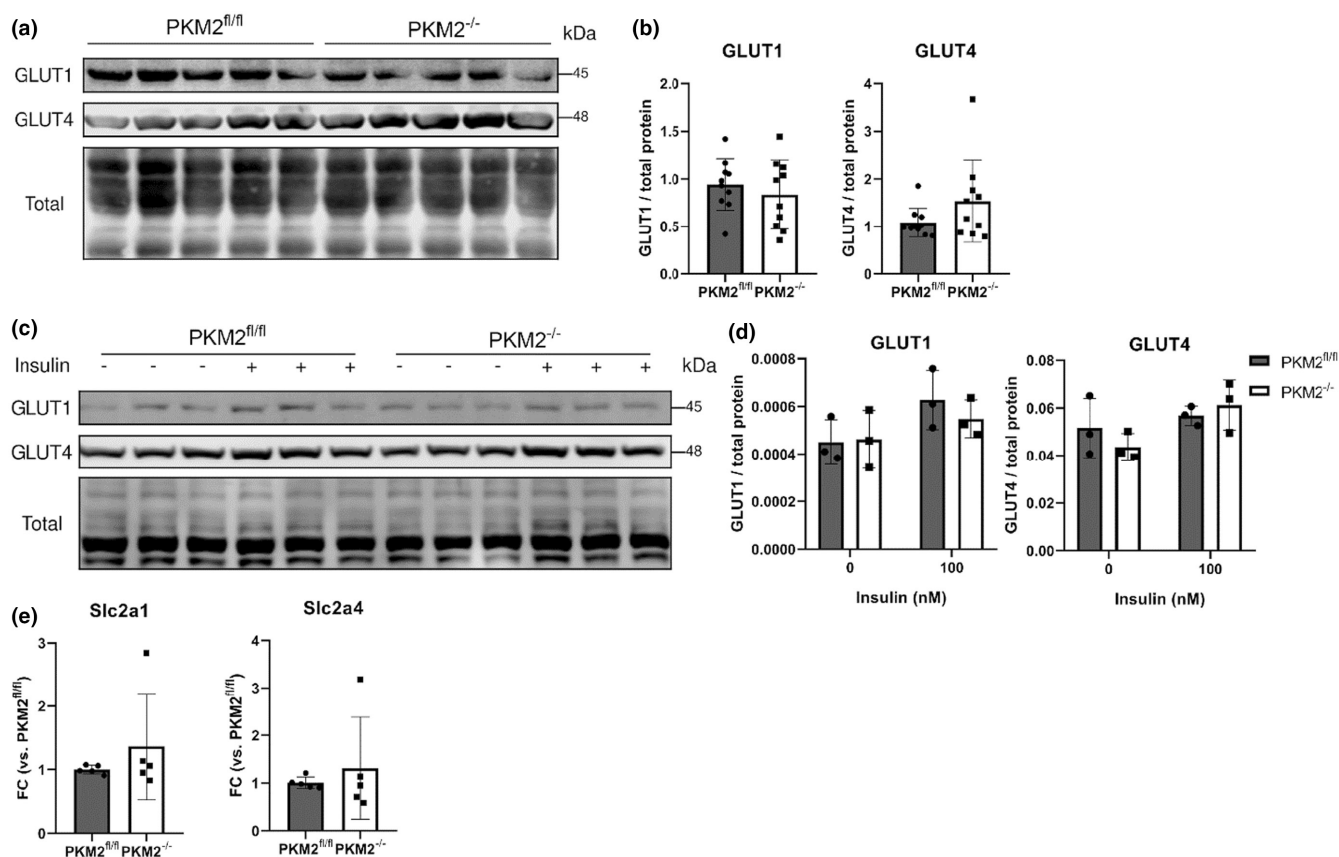 (a)
PKM2fl/fl
PKM2-/-
kDa
GLUT1
45
GLUT4
48
Total
(b)
GLUT1
GLUT1 / total protein
2.0
1.5
1.0
0.5
0.0
PKM2fl/fl PKM2-/-
GLUT4
GLUT4 / total protein
4
3
2
1
0
PKM2fl/fl PKM2-/-
(c)
PKM2fl/fl
PKM2-/-
Insulin - - - + + + - - - + + + kDa
GLUT1
45
GLUT4
48
Total
(d)
GLUT1
GLUT1 / total protein
0.0008
0.0006
0.0004
0.0002
0.0000
0 100
Insulin (nM)
GLUT4
GLUT4 / total protein
0.08
0.06
0.04
0.02
0.00
0 100
Insulin (nM)
PKM2fl/fl
PKM2-/-
(e)
Slc2a1
FC (vs. PKM2fl/fl)
3
2
1
0
PKM2fl/fl PKM2-/-
Slc2a4
FC (vs. PKM2fl/fl)
4
3
2
1
0
PKM2fl/fl PKM2-/-